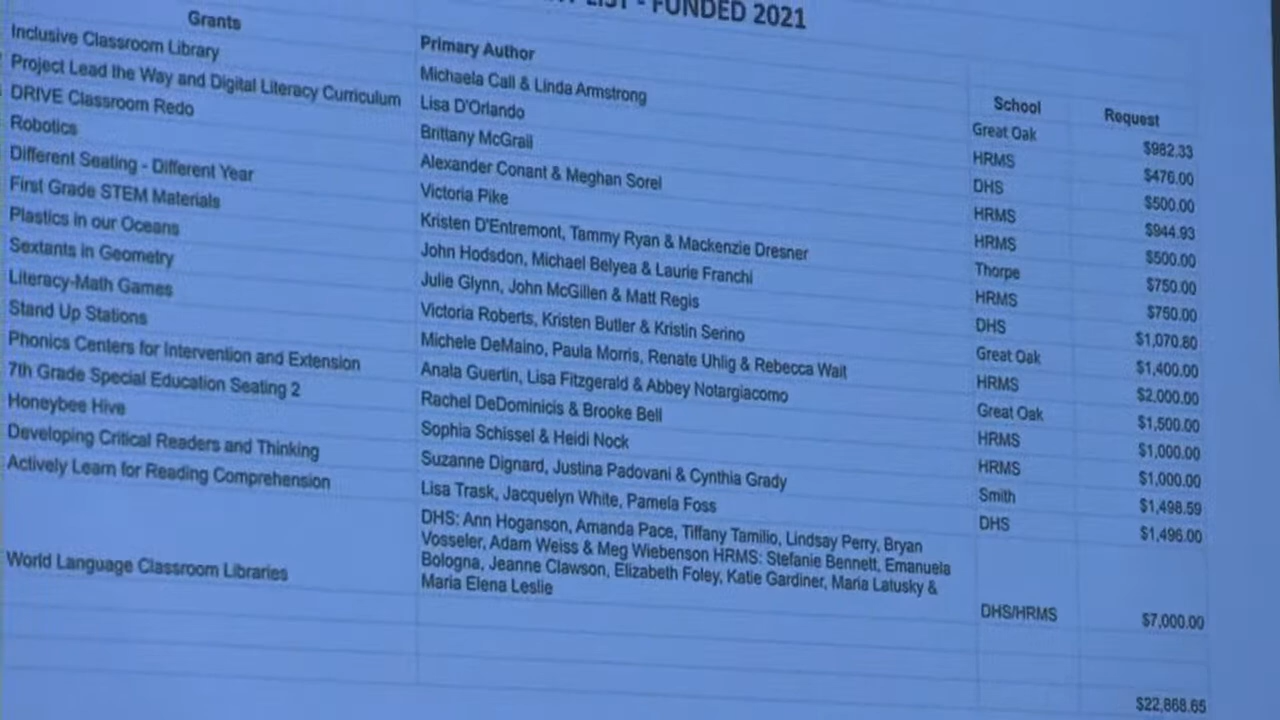 LIST - FUNDED 2021
Grants Primary Author School Request
Inclusive Classroom Library Michaela Call & Linda Armstrong Great Oak $982.33
Project Lead the Way and Digital Literacy Curriculum Lisa D'Orlando HRMS $476.00
DRIVE Classroom Redo Brittany McGrail DHS $500.00
Robotics Alexander Conant & Meghan Sorel HRMS $944.93
Different Seating - Different Year Victoria Pike HRMS $500.00
First Grade STEM Materials Kristen D'Entremont, Tammy Ryan & Mackenzie Dresner Thorpe $750.00
Plastics in our Oceans John Hodsdon, Michael Belyea & Laurie Franchi HRMS $750.00
Sextants in Geometry Julie Glynn, John McGillen & Matt Regis DHS $1,070.80
Literacy-Math Games Victoria Roberts, Kristen Butler & Kristin Serino Great Oak $1,400.00
Stand Up Stations Michele DeMaino, Paula Morris, Renate Uhlig & Rebecca Wait HRMS $2,000.00
Phonics Centers for Intervention and Extension Anala Guertin, Lisa Fitzgerald & Abbey Notargiacomo Great Oak $1,500.00
7th Grade Special Education Seating 2 Rachel DeDominicis & Brooke Bell HRMS $1,000.00
Honeybee Hive Sophia Schissel & Heidi Nock HRMS $1,000.00
Developing Critical Readers and Thinking Suzanne Dignard, Justina Padovani & Cynthia Grady Smith $1,498.59
Actively Learn for Reading Comprehension Lisa Trask, Jacquelyn White, Pamela Foss DHS $1,496.00
DHS: Ann Hoganson, Amanda Pace, Tiffany Tamilio, Lindsay Perry, Bryan
Vosseler, Adam Weiss & Meg Wiebenson HRMS: Stefanie Bennett, Emanuela
Bologna, Jeanne Clawson, Elizabeth Foley, Katie Gardiner, Maria Latusky &
World Language Classroom Libraries Maria Elena Leslie DHS/HRMS $7,000.00
$22,868.65